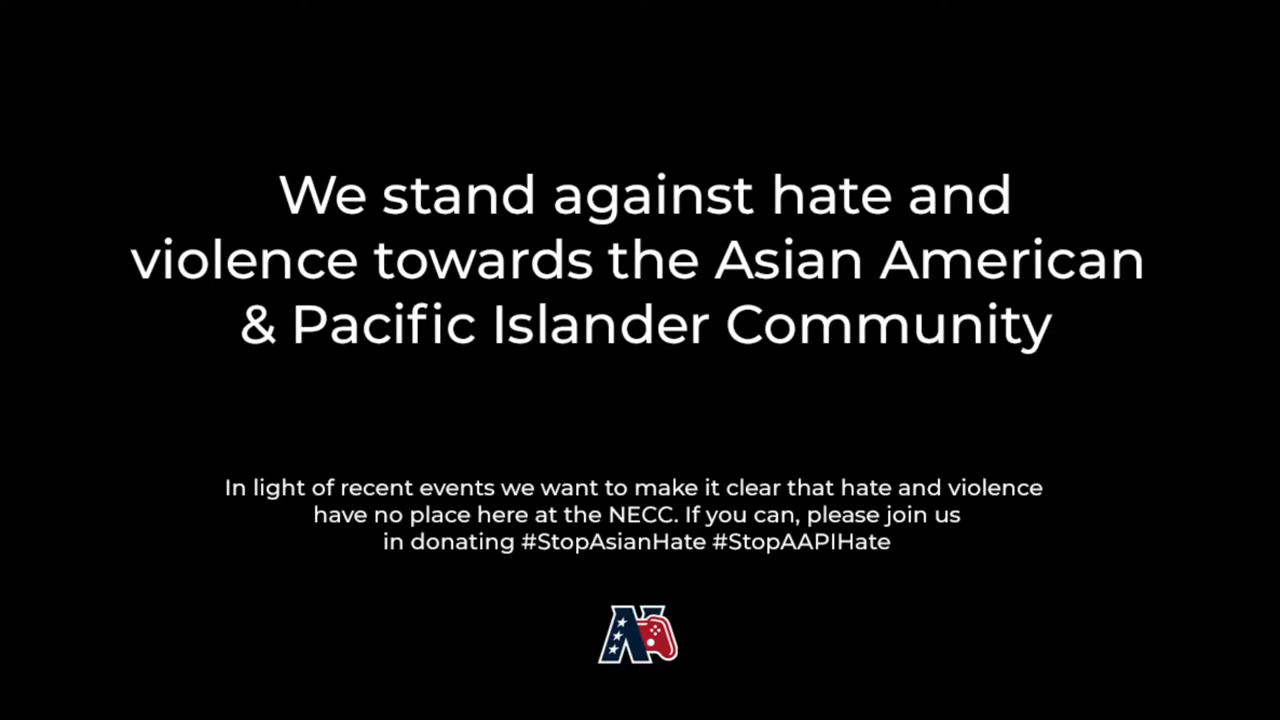 We stand against hate and
violence towards the Asian American
& Pacific Islander Community
In light of recent events we want to make it clear that hate and violence
have no place here at the NECC. If you can, please join us
in donating #StopAsianHate #StopAAPIHate
N